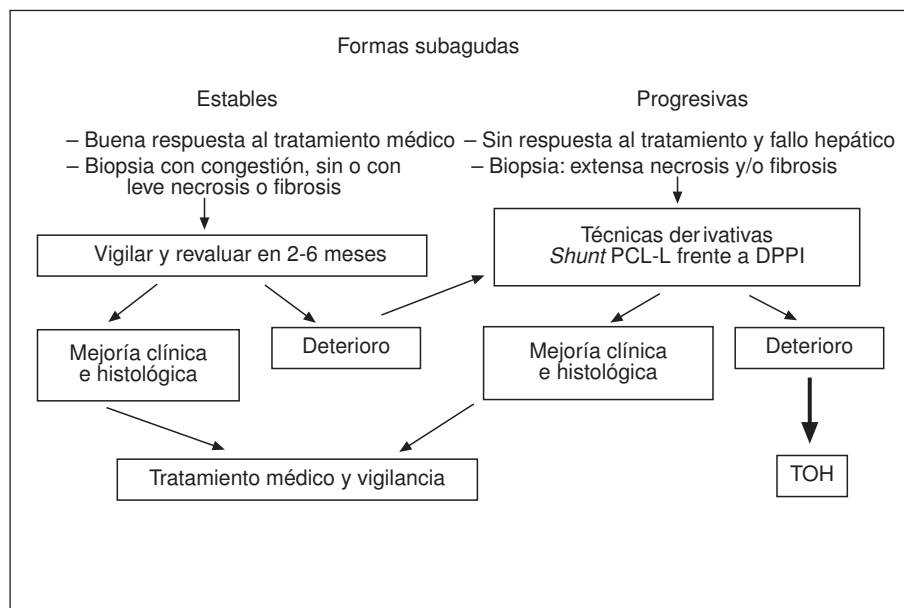 Formas subagudas
Estables
– Buena respuesta al tratamiento médico
– Biopsia con congestión, sin o con
leve necrosis o fibrosis
Progresivas
– Sin respuesta al tratamiento y fallo hepático
– Biopsia: extensa necrosis y/o fibrosis
Vigilar y revaluar en 2-6 meses
Técnicas derivativas
Shunt PCL-L frente a DPPI
Mejoría clínica
e histológica
Deterioro
Mejoría clínica
e histológica
Deterioro
Tratamiento médico y vigilancia
TOH